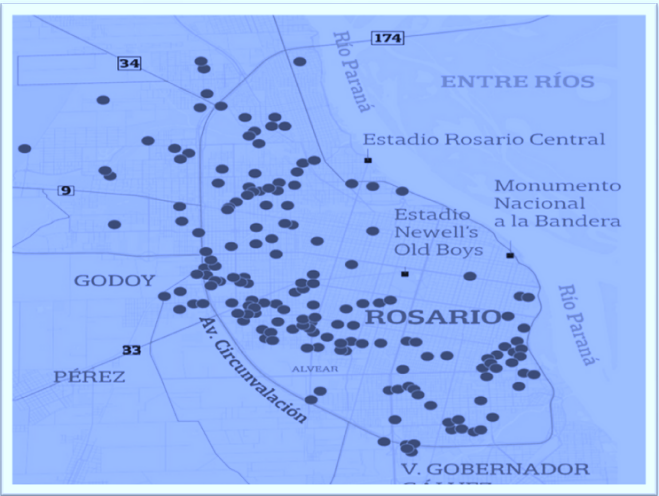 174
34
Río Paraná
ENTRE RÍOS
Estadio Rosario Central
9
Monumento
Nacional
a la Bandera
Estadio
Newell's
Old Boys
GODOY
Río Paraná
ROSARIO
Av. Circunvalación
33
ALVEAR
PÉREZ
V. GOBERNADOR
GÁLVEZ